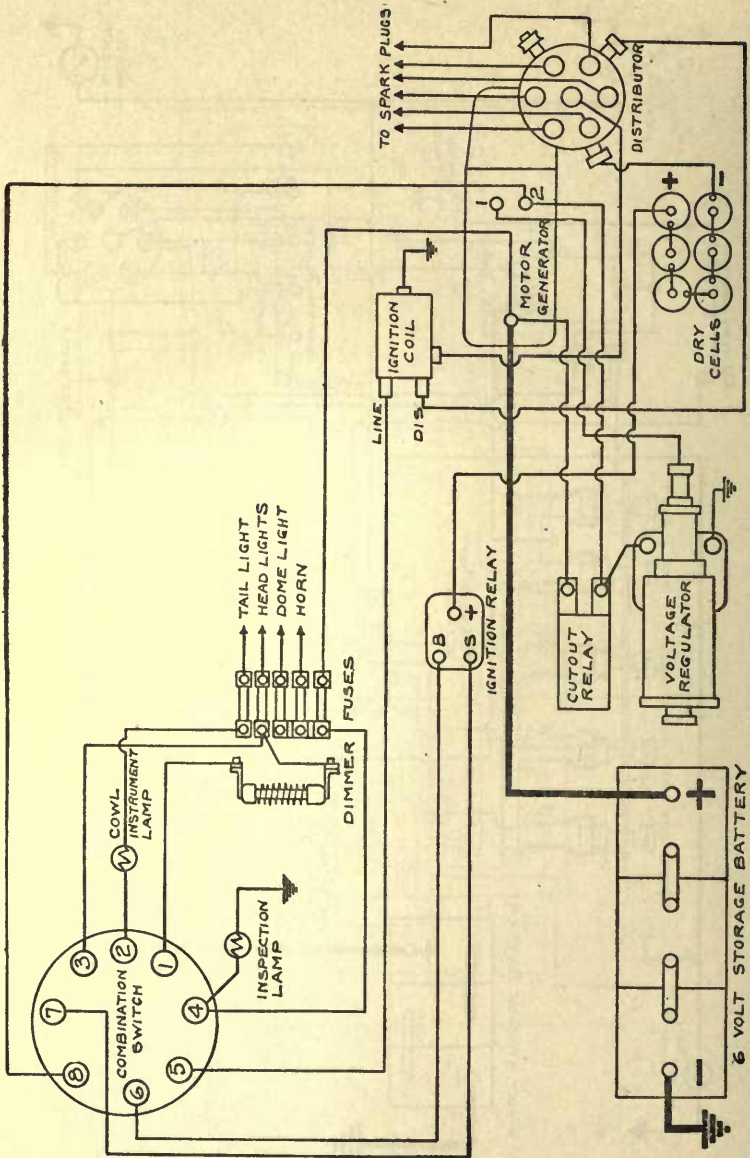 TO SPARK PLUGS
DISTRIBUTOR
1
2
MOTOR
GENERATOR
+
-
DRY
CELLS
IGNITION
COIL
LINE
DIS
TAIL LIGHT
HEAD LIGHTS
DOME LIGHT
HORN
FUSES
DIMMER
COWL
INSTRUMENT
LAMP
INSPECTION
LAMP
COMBINATION
SWITCH
1
2
3
4
5
6
7
8
B
+
S
IGNITION RELAY
CUTOUT
RELAY
VOLTAGE
REGULATOR
+
-
6 VOLT STORAGE BATTERY